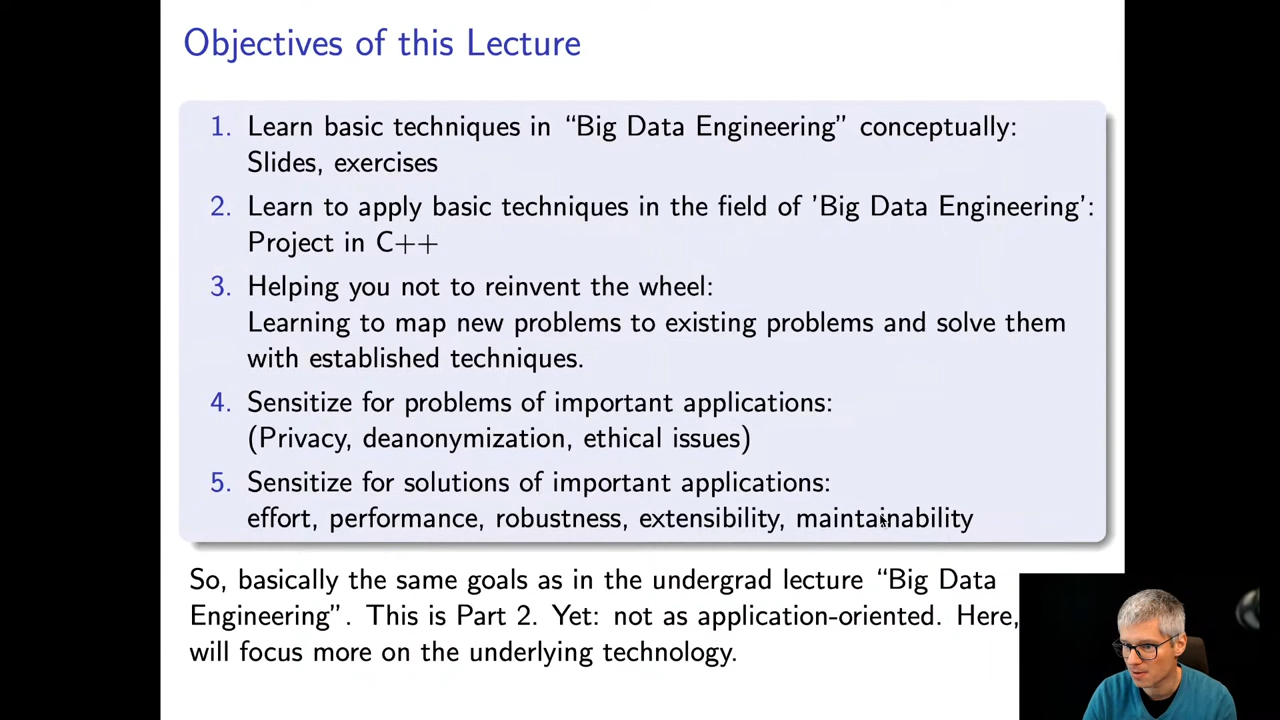 Objectives of this Lecture
1. Learn basic techniques in “Big Data Engineering” conceptually:
Slides, exercises
2. Learn to apply basic techniques in the field of ’Big Data Engineering’:
Project in C++
3. Helping you not to reinvent the wheel:
Learning to map new problems to existing problems and solve them
with established techniques.
4. Sensitize for problems of important applications:
(Privacy, deanonymization, ethical issues)
5. Sensitize for solutions of important applications:
effort, performance, robustness, extensibility, maintainability
So, basically the same goals as in the undergrad lecture “Big Data
Engineering”. This is Part 2. Yet: not as application-oriented. Here,
will focus more on the underlying technology.